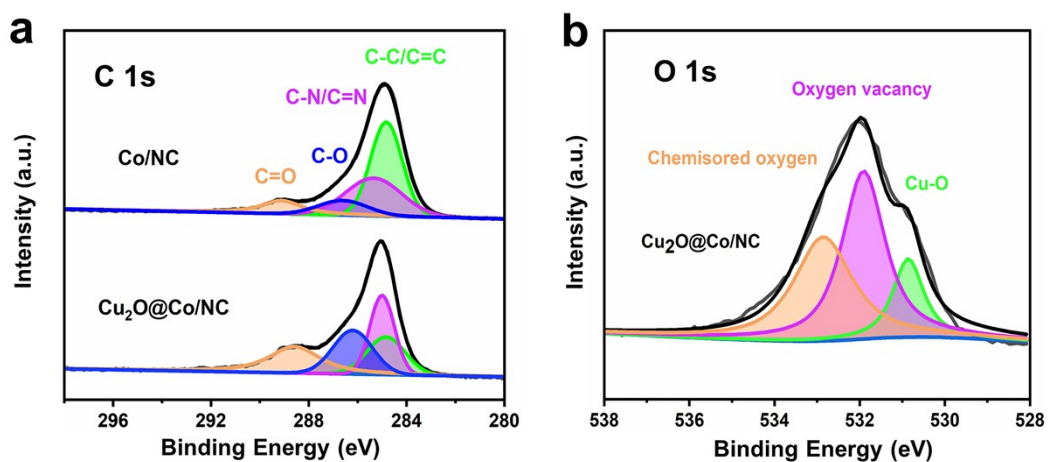 a
C 1s
C-C/C=C
C-N/C=N
C-O
C=O
Co/NC
Cu₂O@Co/NC
Intensity (a.u.)
296 292 288 284 280
Binding Energy (eV)
b
O 1s
Oxygen vacancy
Chemisored oxygen
Cu-O
Cu₂O@Co/NC
Intensity (a.u.)
538 536 534 532 530 528
Binding Energy (eV)